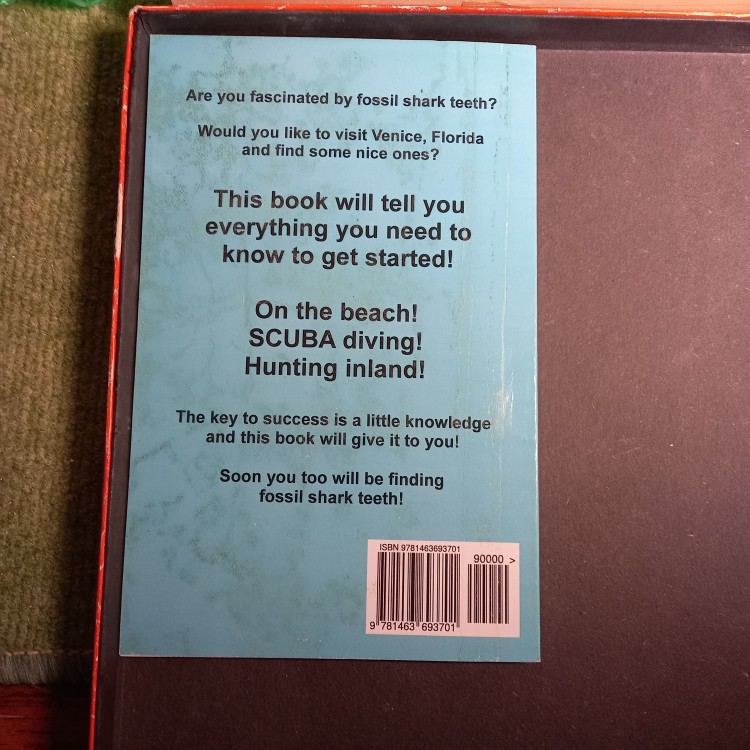 Are you fascinated by fossil shark teeth?
Would you like to visit Venice, Florida
and find some nice ones?
This book will tell you
everything you need to
know to get started!
On the beach!
SCUBA diving!
Hunting inland!
The key to success is a little knowledge
and this book will give it to you!
Soon you too will be finding
fossil shark teeth!
ISBN 9781463693701
90000 >
9 781463 693701